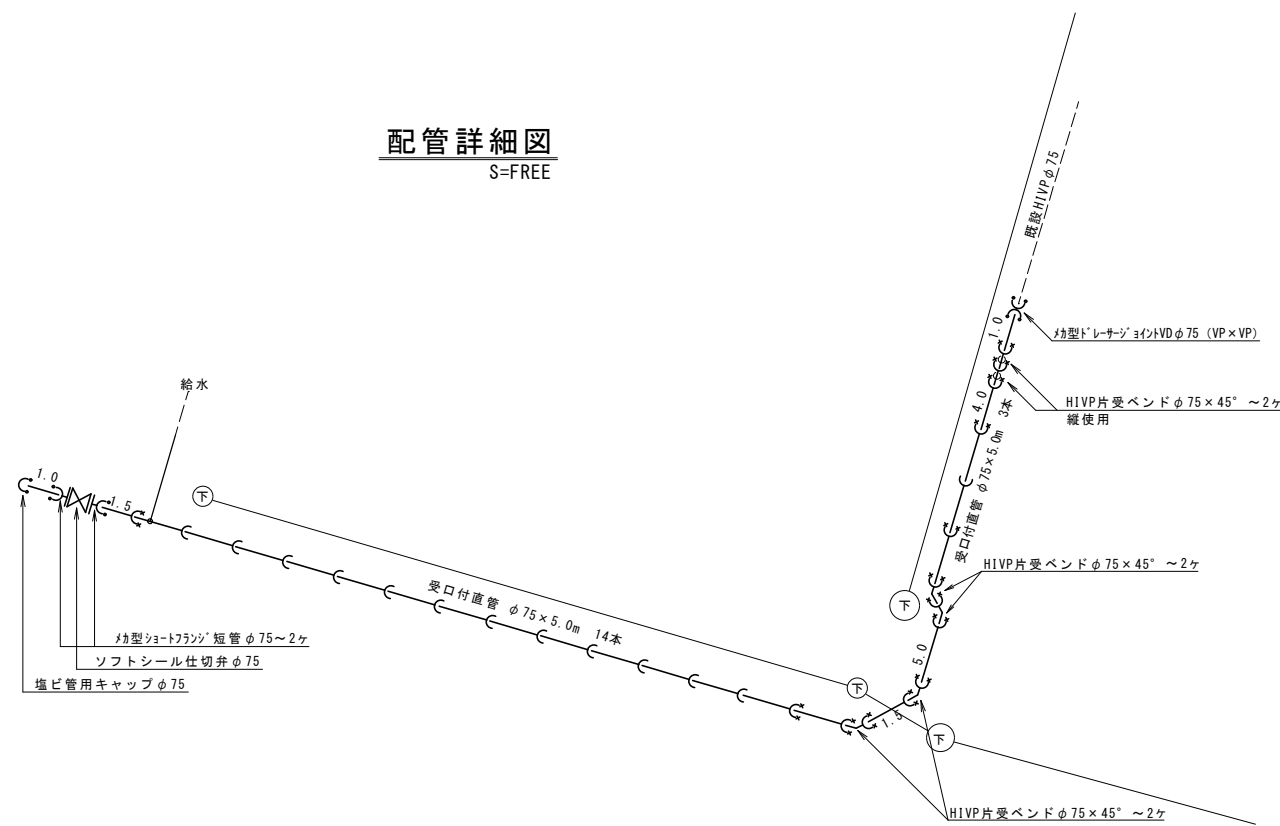 配管詳細図
S=FREE
既設HIVPφ75
1.0
メカ型ドレーサージョイントVDφ75 (VP×VP)
HIVP片受ベンドφ75×45°～2ケ
縦使用
4.0
受口付直管 φ75×5.0m 3本
給水
1.0
1.5
下
受口付直管 φ75×5.0m 14本
HIVP片受ベンドφ75×45°～2ケ
下
メカ型ショートフランジ短管φ75～2ケ
ソフトシール仕切弁φ75
塩ビ管用キャップφ75
5.0
下
1.5
下
HIVP片受ベンドφ75×45°～2ケ